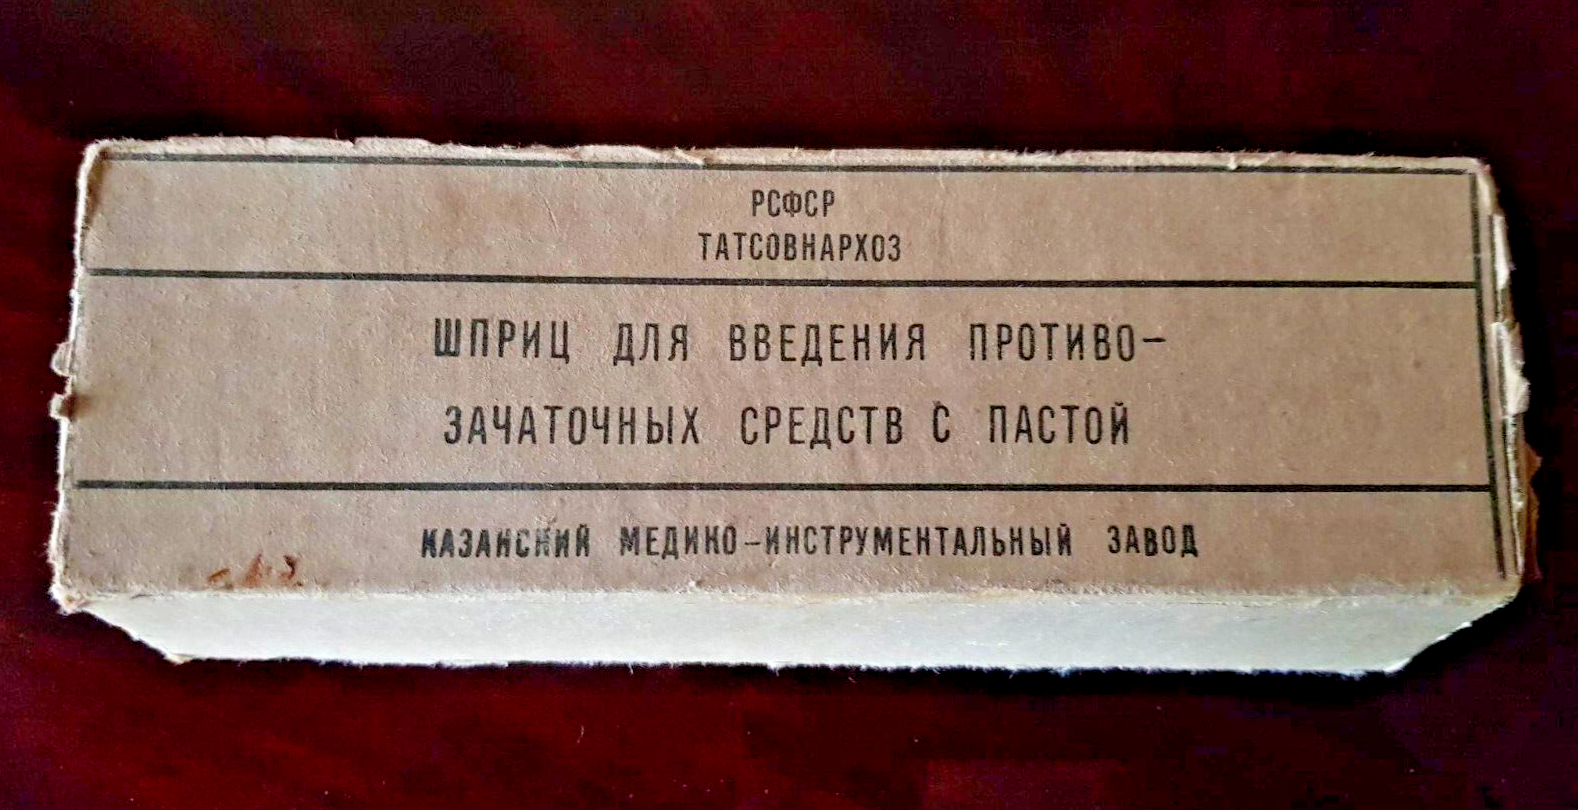 РСФСР
ТАТСОВНАРХОЗ
ШПРИЦ ДЛЯ ВВЕДЕНИЯ ПРОТИВО-
ЗАЧАТОЧНЫХ СРЕДСТВ С ПАСТОЙ
КАЗАНСКИЙ МЕДИКО-ИНСТРУМЕНТАЛЬНЫЙ ЗАВОД